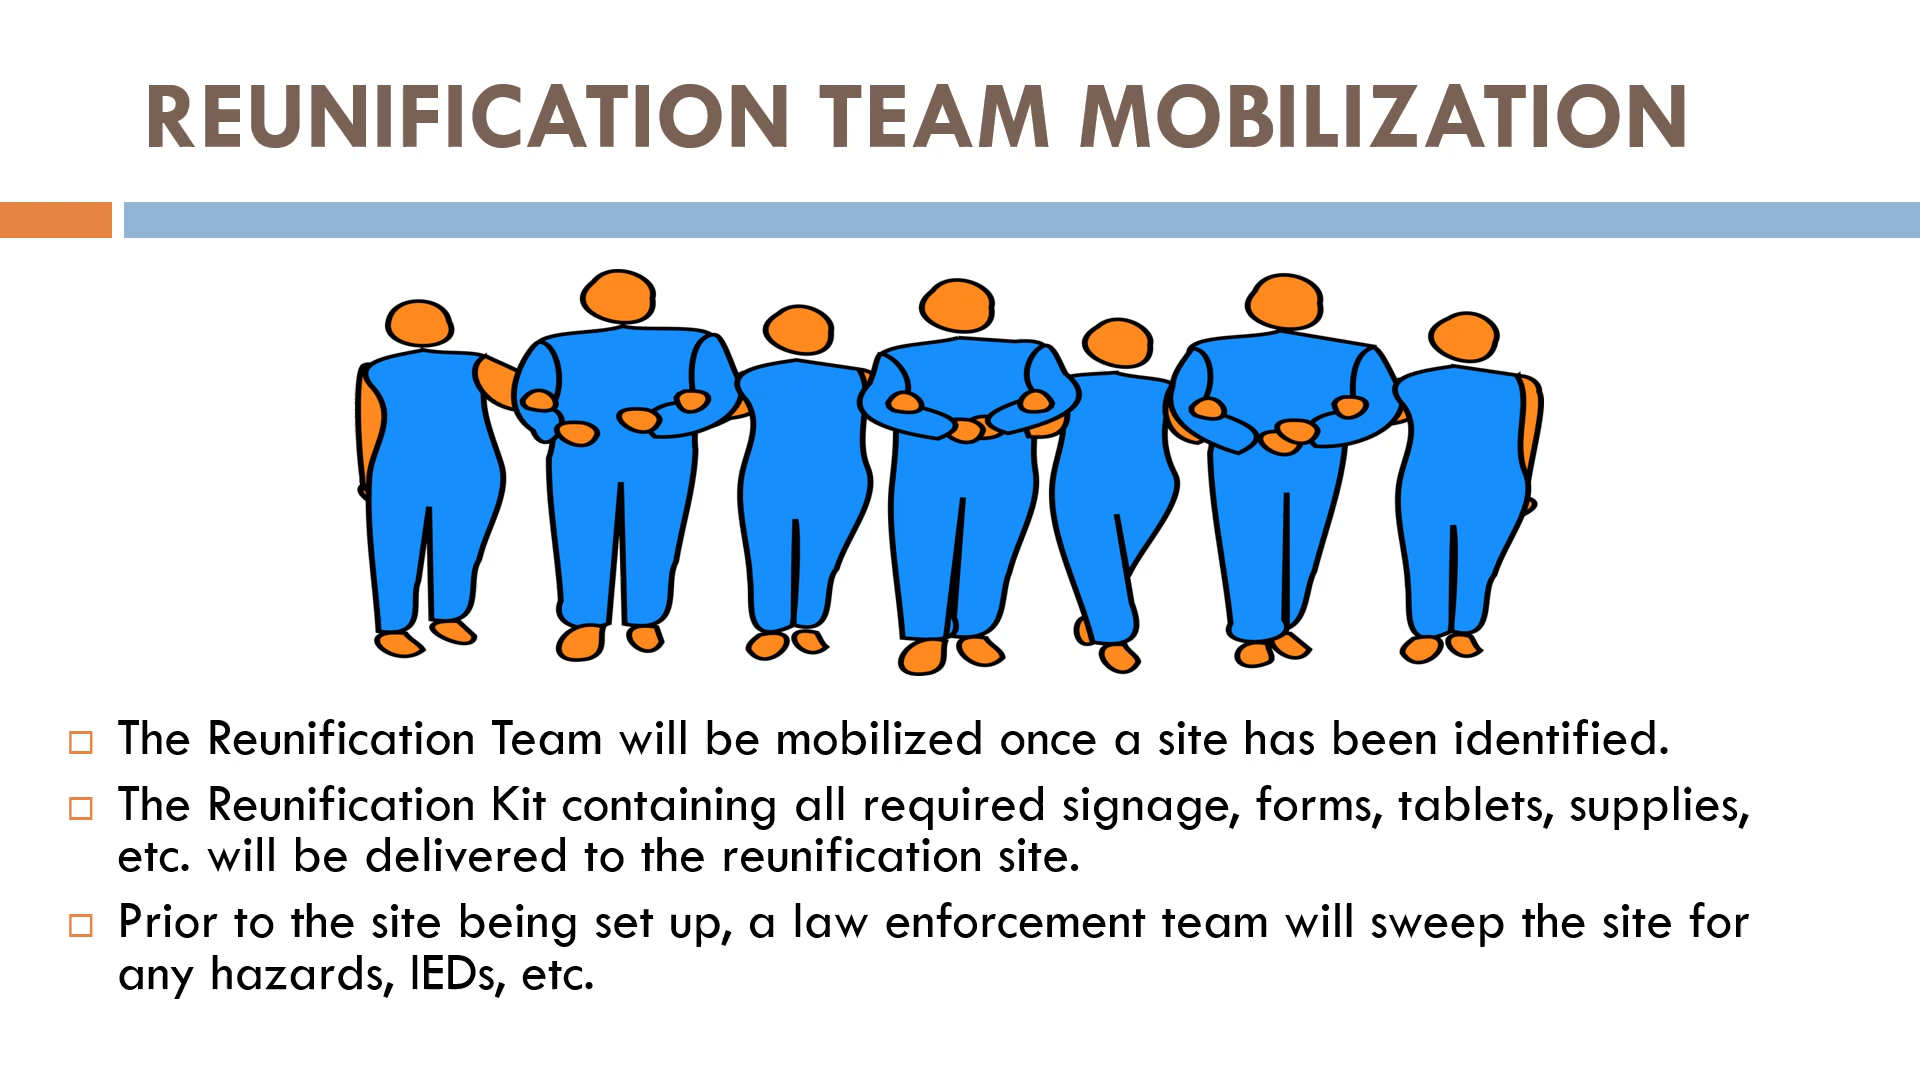 REUNIFICATION TEAM MOBILIZATION
The Reunification Team will be mobilized once a site has been identified.
The Reunification Kit containing all required signage, forms, tablets, supplies,
etc. will be delivered to the reunification site.
Prior to the site being set up, a law enforcement team will sweep the site for
any hazards, IEDs, etc.